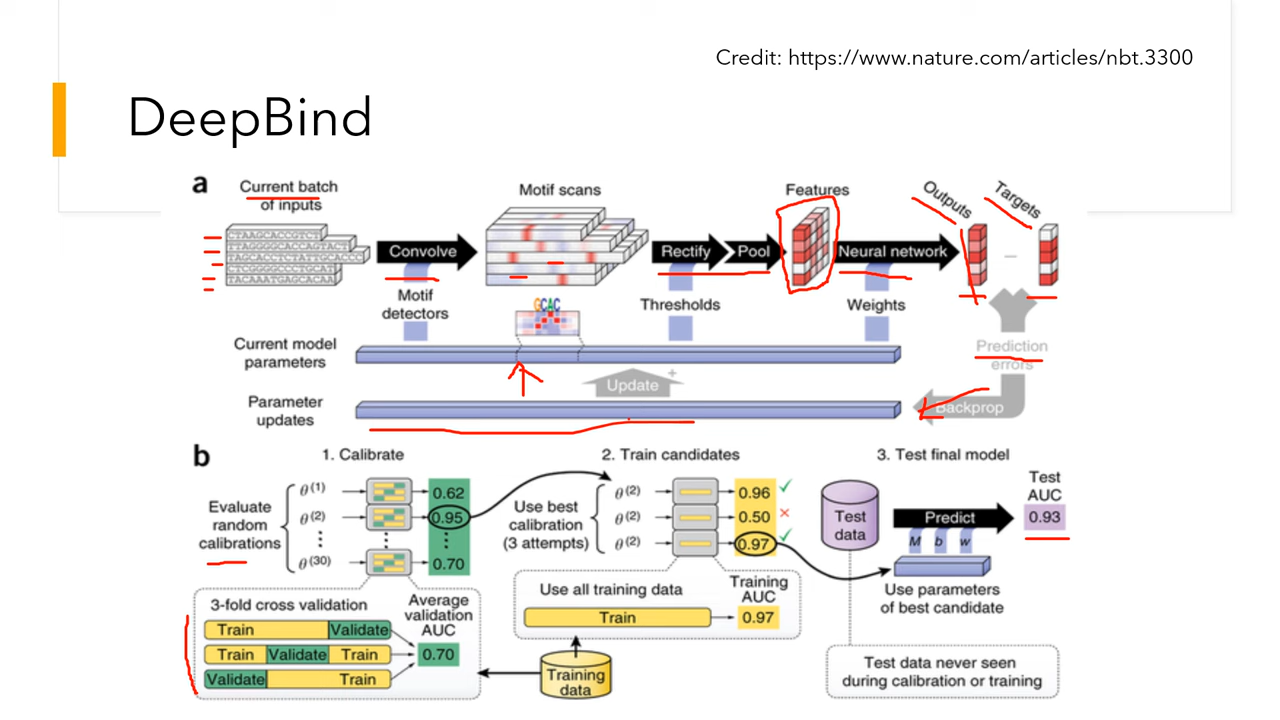 Credit: https://www.nature.com/articles/nbt.3300
DeepBind
a
Current batch
of inputs
Motif scans
Features
Outputs
Targets
CTAAGCACCGTCT
TTAGGGGCACCAGTACT
TAGCACCTCTATTGCACCC
CTCGGGGCCCTGCAT
TACAAATGAGCACAA
Convolve
Rectify
Pool
Neural network
–
Motif
detectors
GCAC
Thresholds
Weights
Current model
parameters
Prediction
errors
Update
+
Parameter
updates
Backprop
b
1. Calibrate
2. Train candidates
3. Test final model
Evaluate
random
calibrations
θ(1)
0.62
θ(2)
0.95
θ(30)
0.70
Use best
calibration
(3 attempts)
θ(2)
0.96
θ(2)
0.50
θ(2)
0.97
Test
data
Predict
M b w
Test
AUC
0.93
Use parameters
of best candidate
3-fold cross validation
Average
validation
AUC
Train Validate
Train Validate Train
0.70
Validate Train
Use all training data
Training
AUC
Train
0.97
Training
data
Test data never seen
during calibration or training